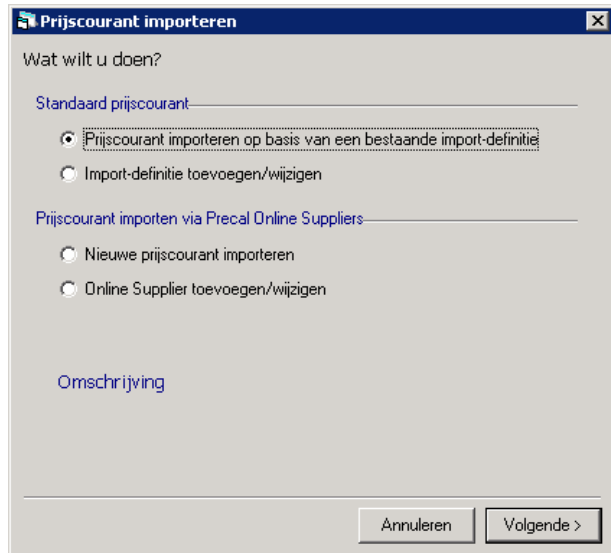 Prijscourant importeren
Wat wilt u doen?
Standaard prijscourant
Prijscourant importeren op basis van een bestaande import-definitie
Import-definitie toevoegen/wijzigen
Prijscourant importen via Precal Online Suppliers
Nieuwe prijscourant importeren
Online Supplier toevoegen/wijzigen
Omschrijving
Annuleren
Volgende >